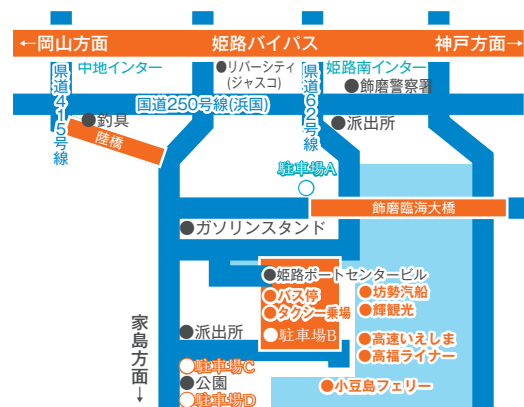 ←岡山方面
姫路バイパス
神戸方面→
中地インター
●リバーシティ
(ジャスコ)
姫路南インター
●飾磨警察署
県道415号線
国道250号線(浜国)
県道62号線
●釣具
陸橋
●派出所
駐車場A
○
飾磨臨海大橋
●ガソリンスタンド
●姫路ポートセンタービル
●バス停
●タクシー乗場
●駐車場B
●坊勢汽船
●輝観光
●高速いえしま
●高福ライナー
●派出所
家島方面→
○駐車場C
●公園
○駐車場D
●小豆島フェリー